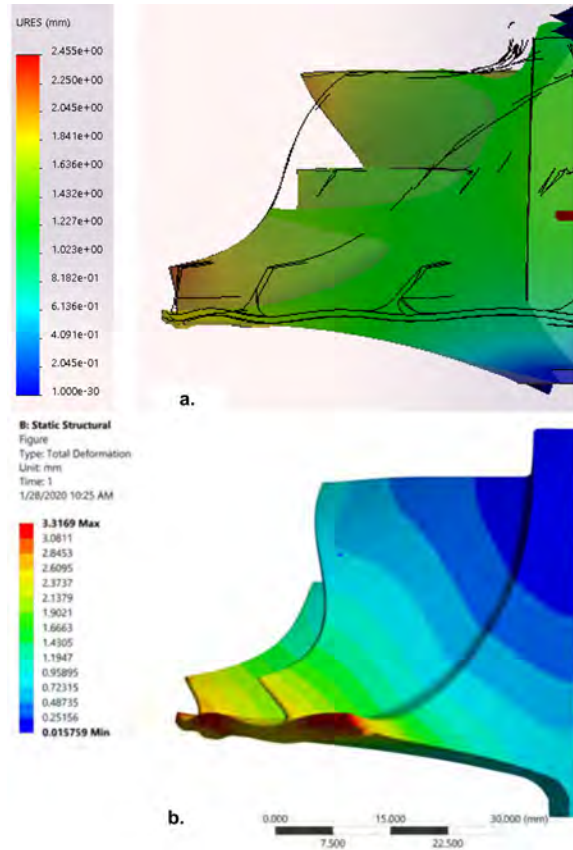 URES (mm)
2.455e+00
2.250e+00
2.045e+00
1.841e+00
1.636e+00
1.432e+00
1.227e+00
1.023e+00
8.182e-01
6.136e-01
4.091e-01
2.045e-01
1.000e-30
a.
B: Static Structural
Figure
Type: Total Deformation
Unit: mm
Time: 1
1/28/2020 10:25 AM
3.3169 Max
3.0811
2.8453
2.6095
2.3737
2.1379
1.9021
1.6663
1.4305
1.1947
0.95895
0.72315
0.48735
0.25156
0.015759 Min
b.
0.000 15.000 30.000 (mm)
7.500 22.500